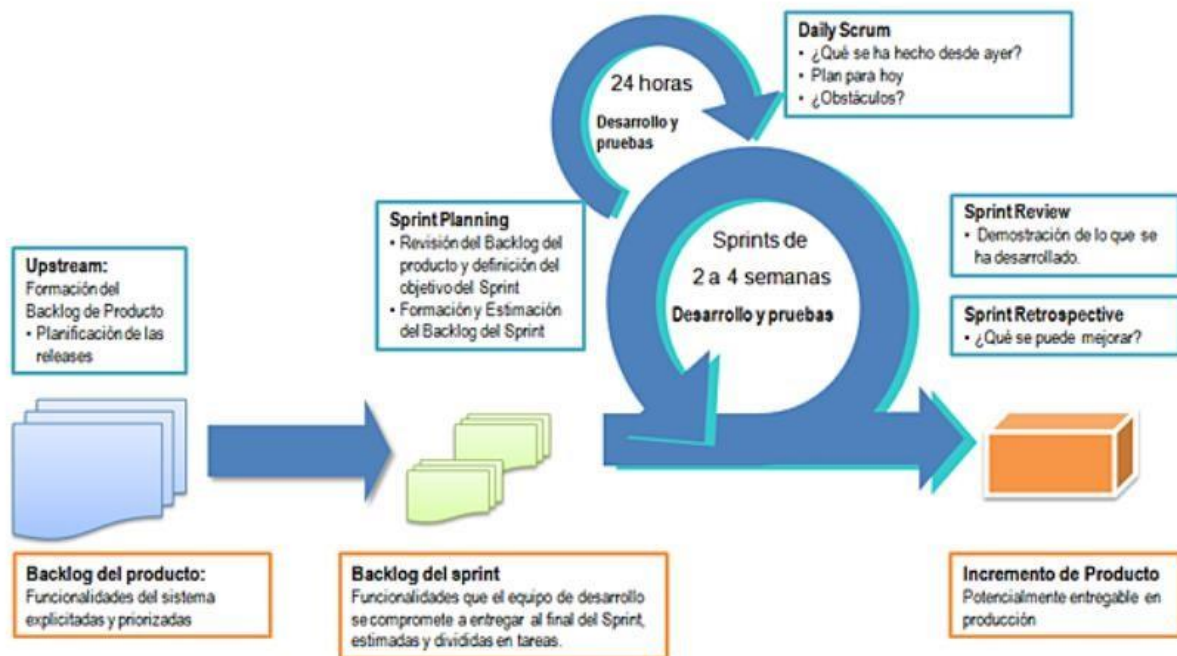 Upstream:
Formación del
Backlog de Producto
• Planificación de las
releases
Backlog del producto:
Funcionalidades del sistema
explicitadas y priorizadas
Sprint Planning
• Revisión del Backlog del
producto y definición del
objetivo del Sprint
• Formación y Estimación
del Backlog del Sprint
Backlog del sprint
Funcionalidades que el equipo de desarrollo
se compromete a entregar al final del Sprint,
estimadas y divididas en tareas.
24 horas
Desarrollo y
pruebas
Daily Scrum
• ¿Qué se ha hecho desde ayer?
• Plan para hoy
• ¿Obstáculos?
Sprints de
2 a 4 semanas
Desarrollo y pruebas
Sprint Review
• Demostración de lo que se
ha desarrollado.
Sprint Retrospective
• ¿Qué se puede mejorar?
Incremento de Producto
Potencialmente entregable en
producción